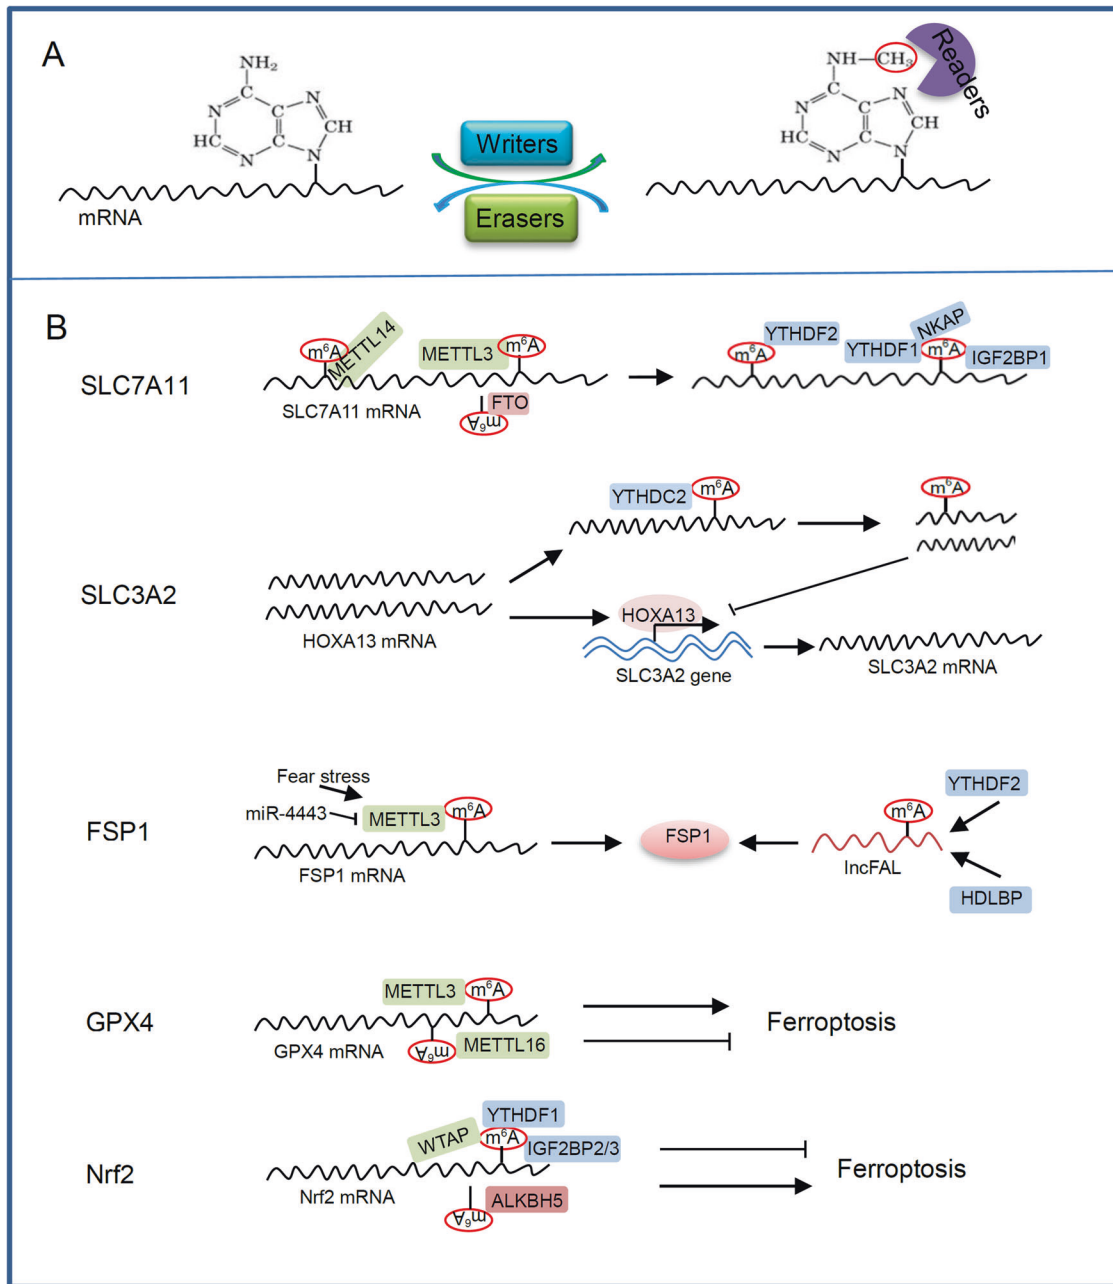 A
NH₂
N
N
HC
CH
N
N
mRNA
Writers
Erasers
NH—CH₃
N
N
HC
CH
N
N
Readers
B
SLC7A11
m⁶A
METTL14
METTL3
m⁶A
SLC7A11 mRNA
FTO
m⁶A
m⁶A
YTHDF2
YTHDF1
NKAP
m⁶A
IGF2BP1
SLC3A2
HOXA13 mRNA
YTHDC2
m⁶A
m⁶A
HOXA13
SLC3A2 gene
SLC3A2 mRNA
FSP1
Fear stress
miR-4443
METTL3
m⁶A
FSP1 mRNA
FSP1
m⁶A
lncFAL
YTHDF2
HDLBP
GPX4
METTL3
m⁶A
GPX4 mRNA
m⁶A
METTL16
Ferroptosis
Nrf2
WTAP
YTHDF1
m⁶A
IGF2BP2/3
Nrf2 mRNA
ALKBH5
m⁶A
Ferroptosis